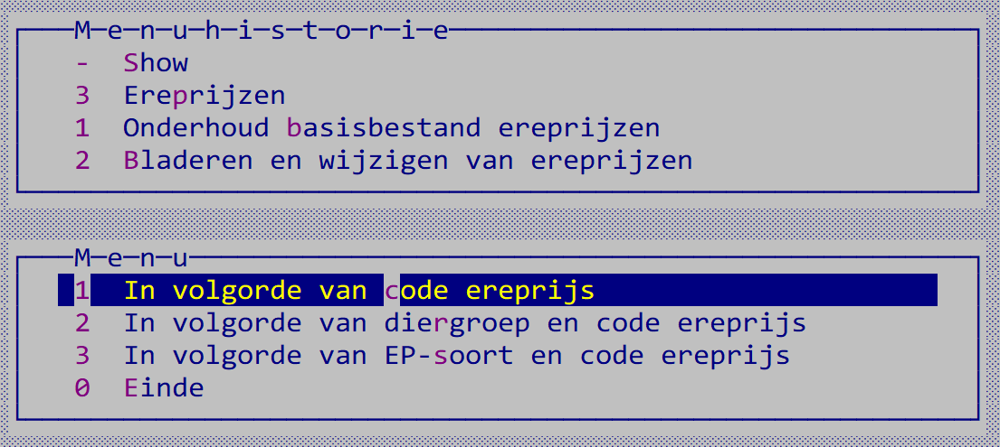 M-e-n-u-h-i-s-t-o-r-i-e
- Show
3 Ereprijzen
1 Onderhoud basisbestand ereprijzen
2 Bladeren en wijzigen van ereprijzen
M-e-n-u
1 In volgorde van code ereprijs
2 In volgorde van diergroep en code ereprijs
3 In volgorde van EP-soort en code ereprijs
0 Einde